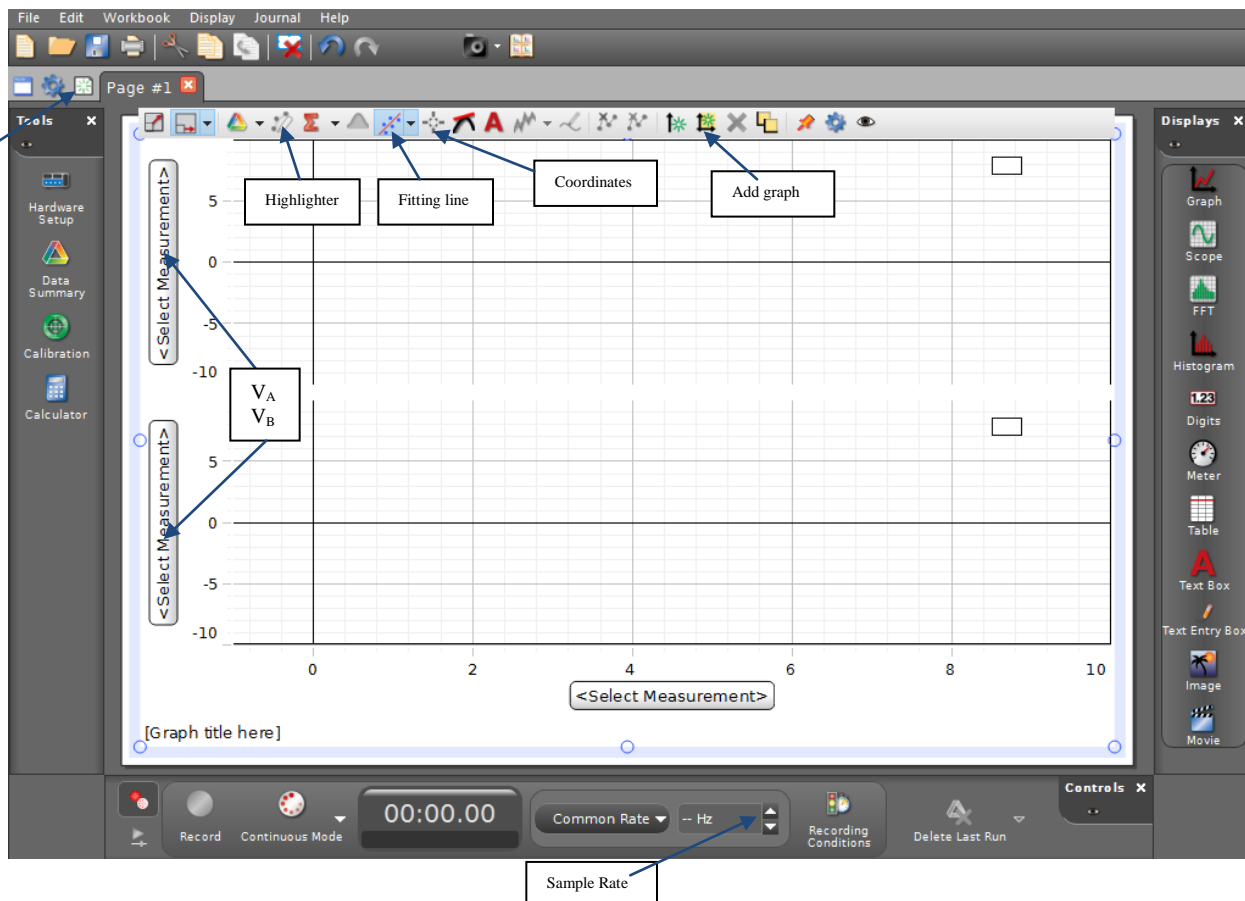 File Edit Workbook Display Journal Help
Page #1
Tools
Hardware
Setup
Data
Summary
Calibration
Calculator
Highlighter
Fitting line
Coordinates
Add graph
<Select Measurement>
5
0
-5
-10
VA
VB
<Select Measurement>
5
0
-5
-10
0 2 4 6 8 10
<Select Measurement>
[Graph title here]
Displays
Graph
Scope
FFT
Histogram
1.23
Digits
Meter
Table
Text Box
Text Entry Box
Image
Movie
Controls
Record
Continuous Mode
00:00.00
Common Rate
-- Hz
Recording
Conditions
Delete Last Run
Sample Rate